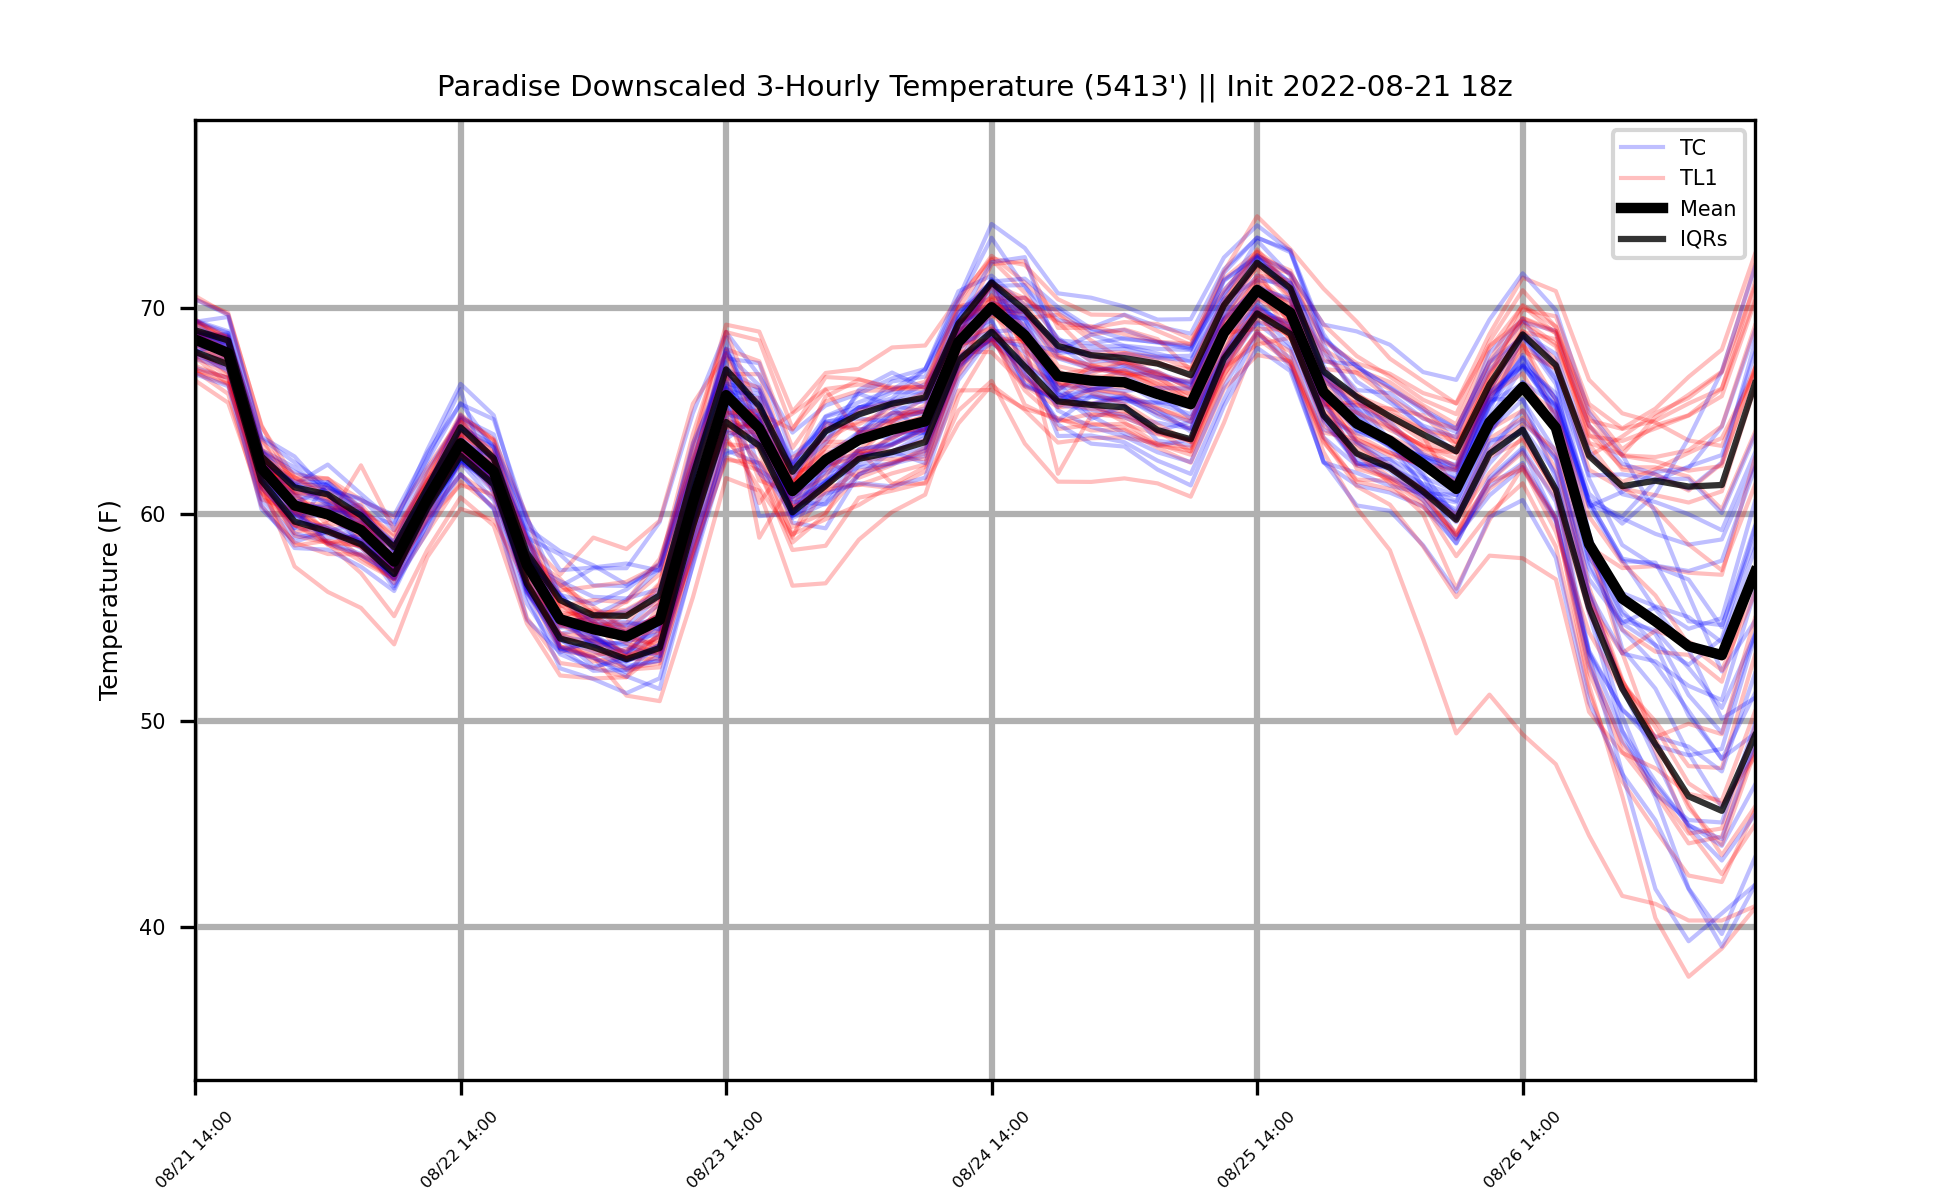 Paradise Downscaled 3-Hourly Temperature (5413') || Init 2022-08-21 18z
TC
TL1
Mean
IQRs
Temperature (F)
70
60
50
40
08/21 14:00
08/22 14:00
08/23 14:00
08/24 14:00
08/25 14:00
08/26 14:00